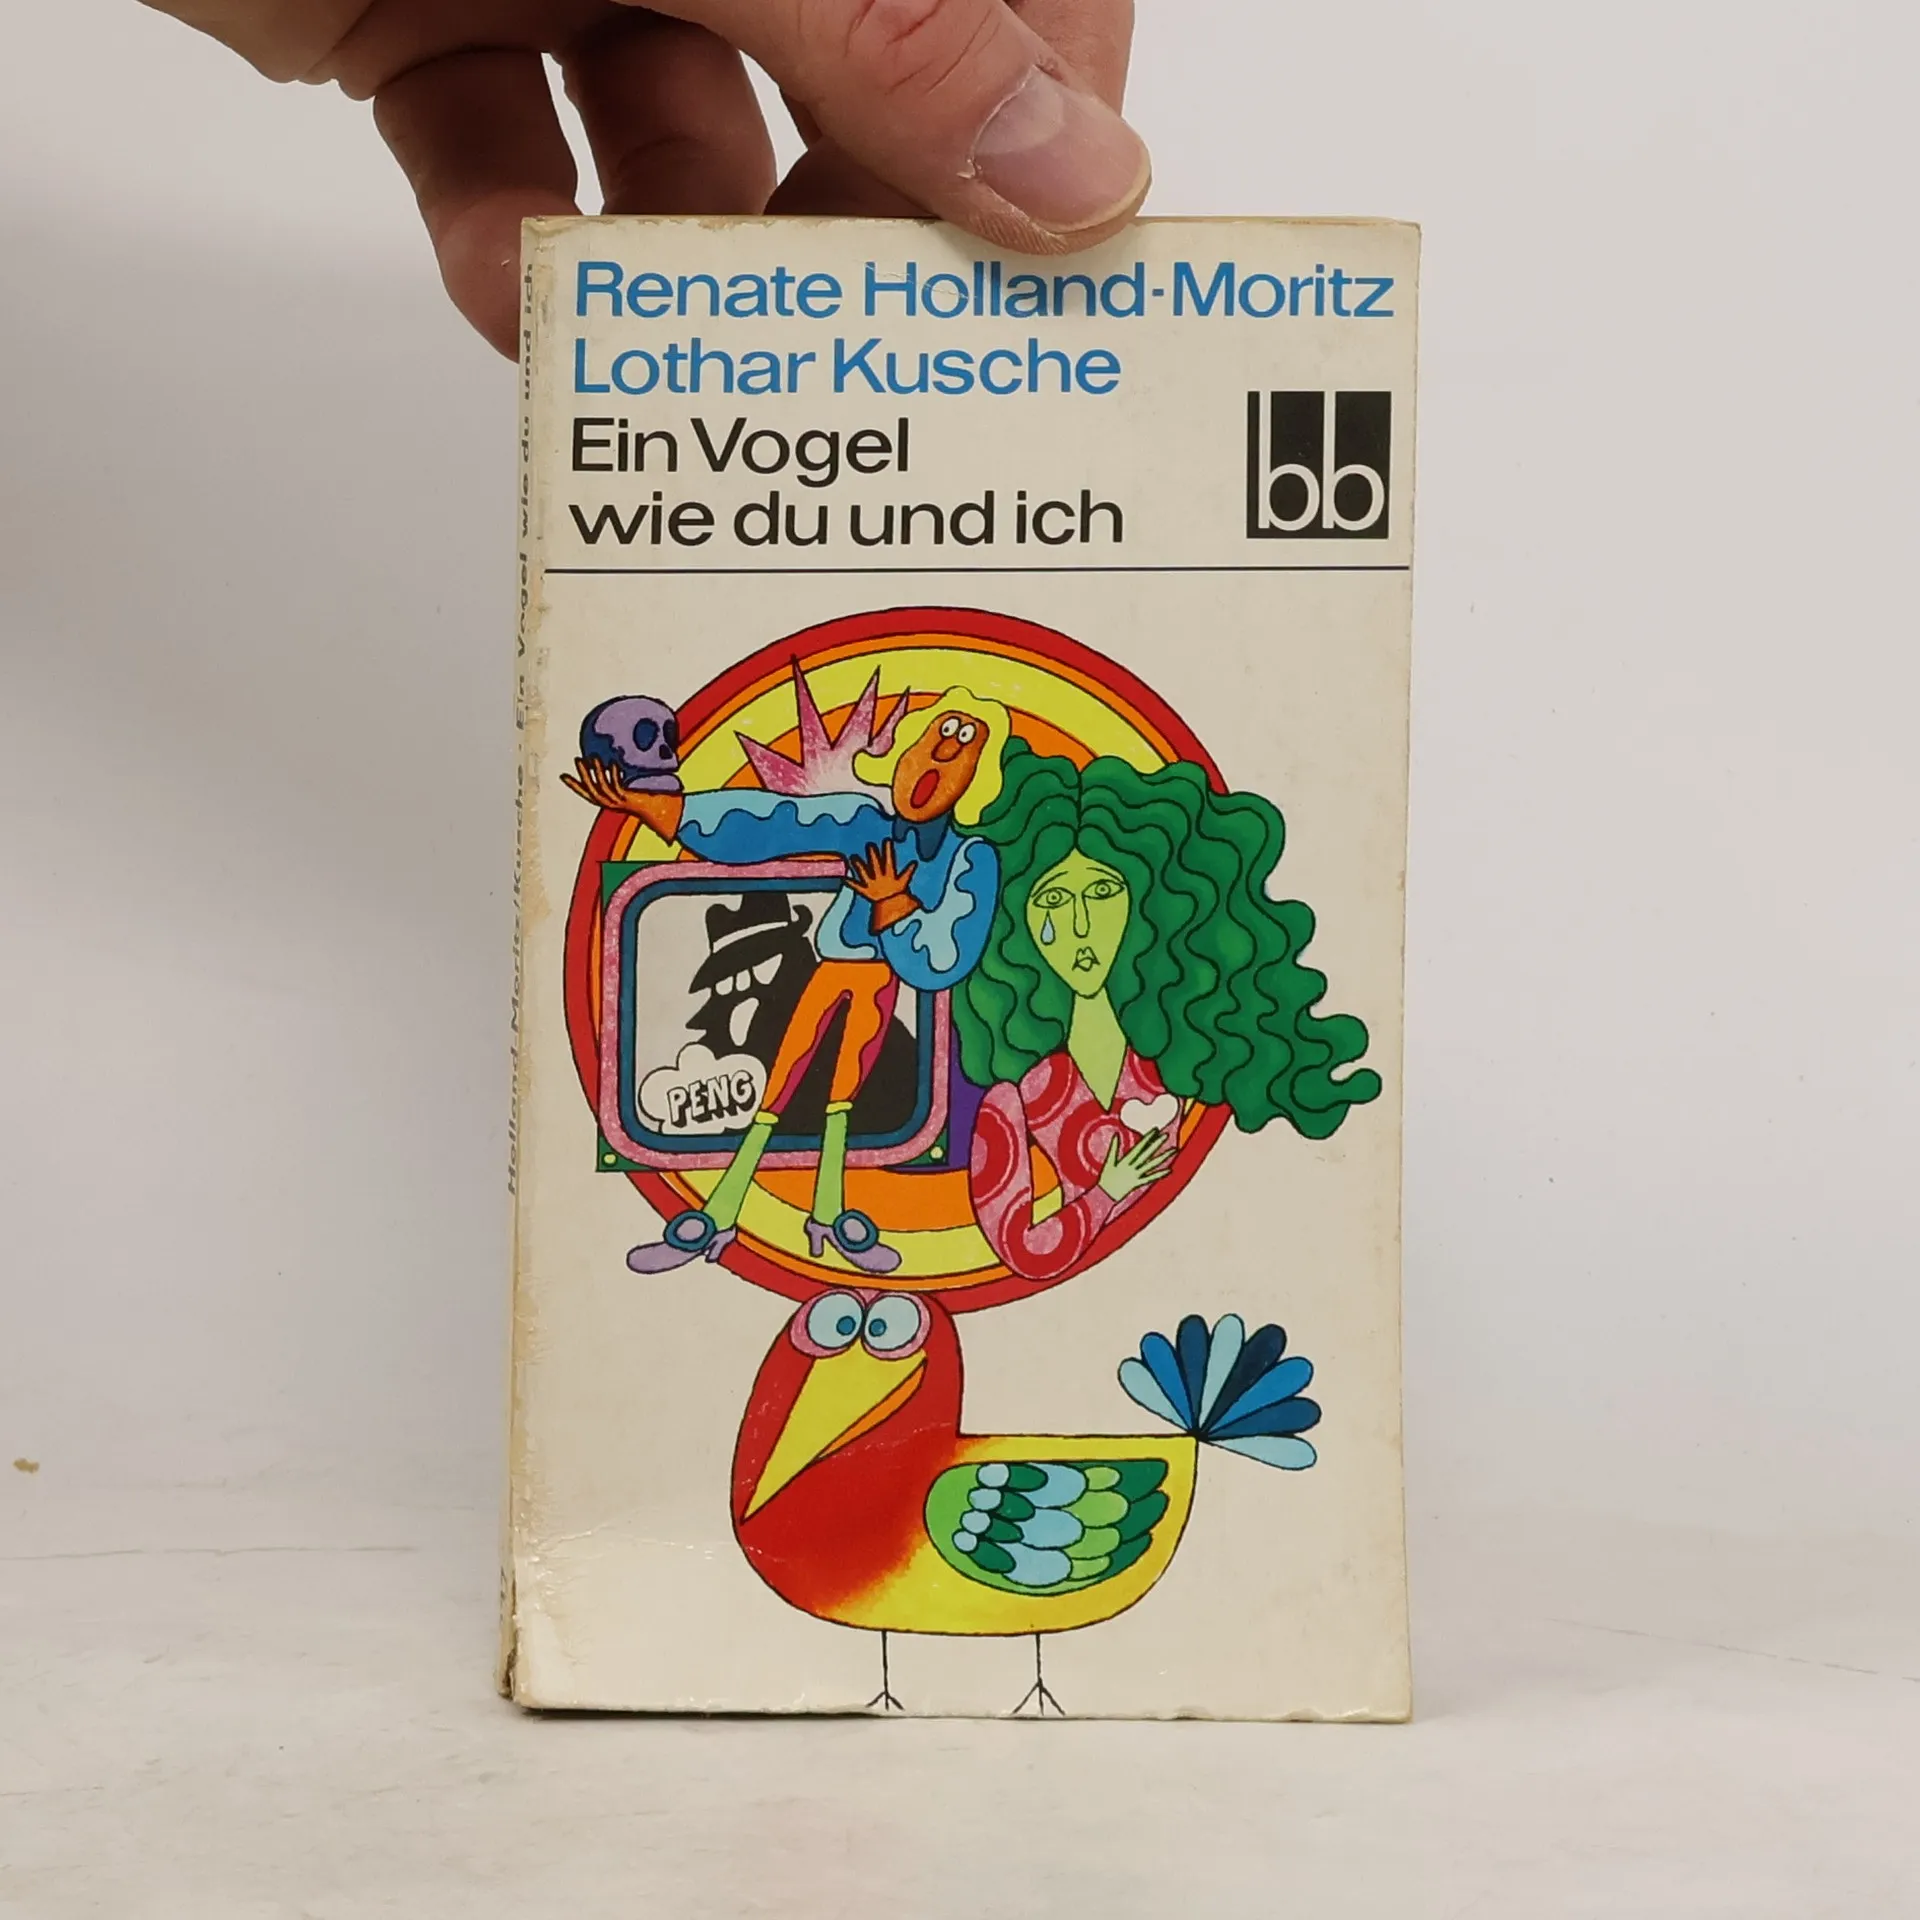 Renate Holland-Moritz
Lothar Kusche
Ein Vogel
wie du und ich
bb
PENG
Holland-Moritz/Kusche · Ein Vogel wie du und ich